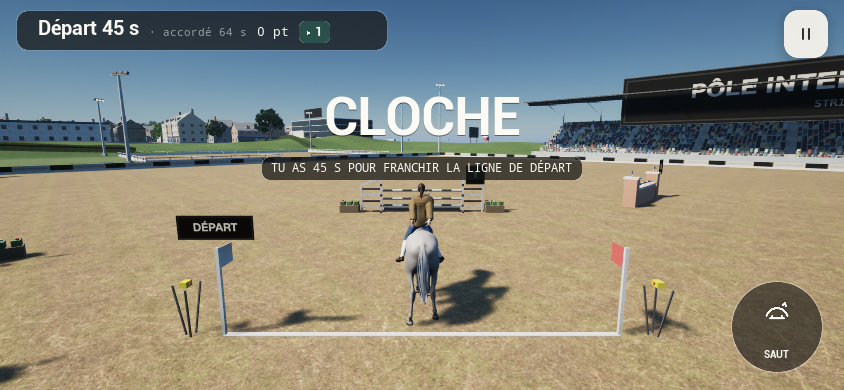 Départ 45 s · accordé 64 s 0 pt ▸1
PÔLE INTER
STRI
CLOCHE
TU AS 45 S POUR FRANCHIR LA LIGNE DE DÉPART
DÉPART
SAUT